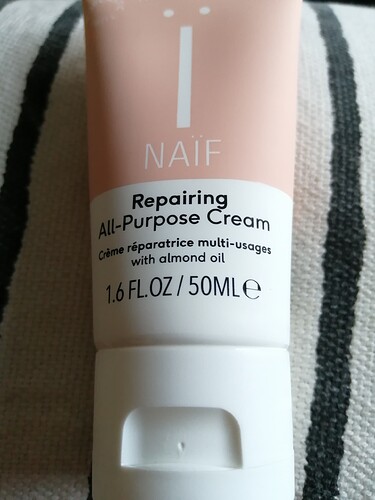 Ï
NAÏF
Repairing
All-Purpose Cream
Crème réparatrice multi-usages
with almond oil
1.6 FL.OZ / 50ML ℮